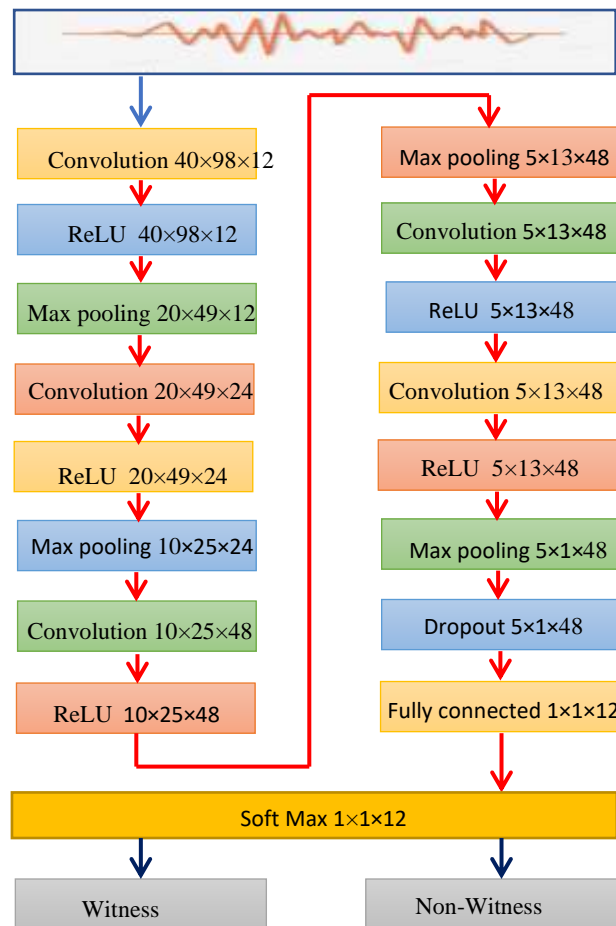 Convolution 40×98×12
ReLU 40×98×12
Max pooling 20×49×12
Convolution 20×49×24
ReLU 20×49×24
Max pooling 10×25×24
Convolution 10×25×48
ReLU 10×25×48
Max pooling 5×13×48
Convolution 5×13×48
ReLU 5×13×48
Convolution 5×13×48
ReLU 5×13×48
Max pooling 5×1×48
Dropout 5×1×48
Fully connected 1×1×12
Soft Max 1×1×12
Witness
Non-Witness